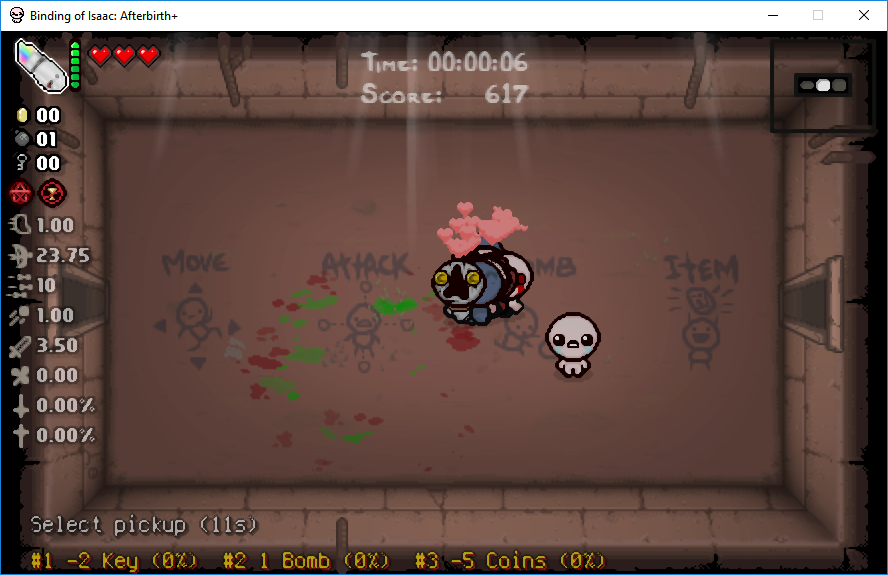 Binding of Isaac: Afterbirth+
Time: 00:00:06
Score: 617
00
01
00
1.00
23.75
10
1.00
3.50
0.00
0.00%
0.00%
MOVE ATTACK MB ITEM
Select pickup (11s)
#1 -2 Key (0%) #2 1 Bomb (0%) #3 -5 Coins (0%)